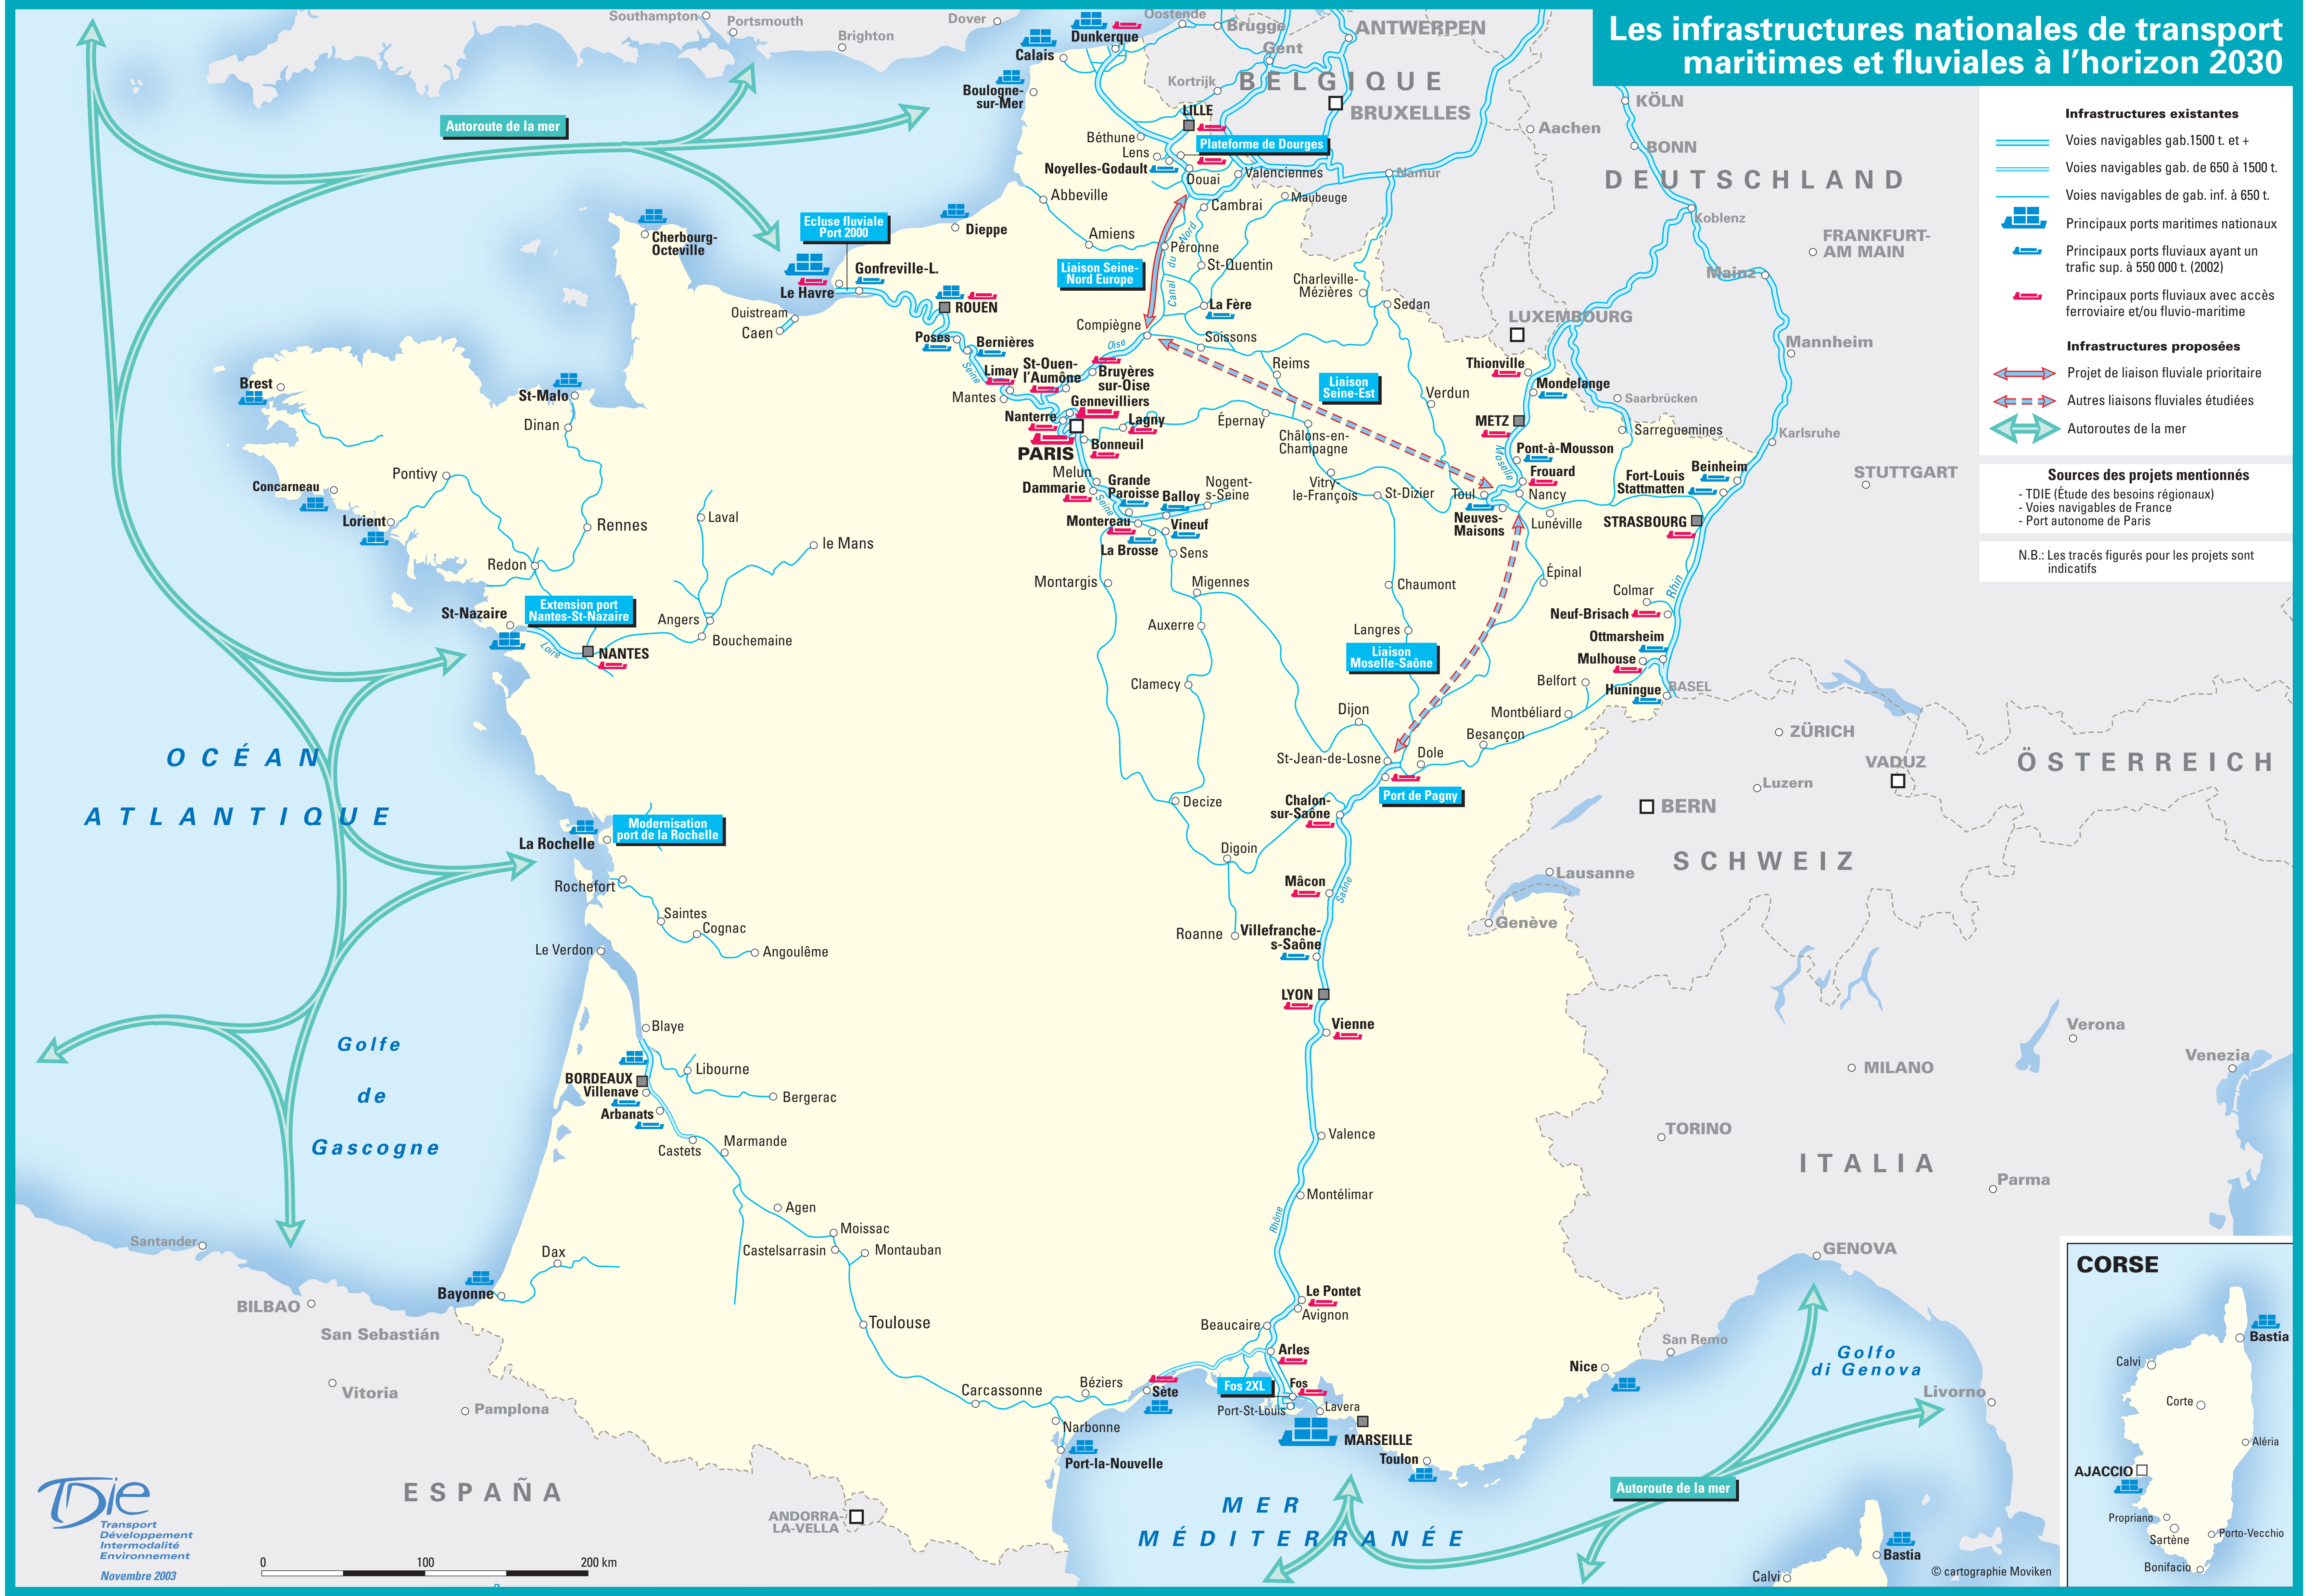 Les infrastructures nationales de transport
maritimes et fluviales à l'horizon 2030
Infrastructures existantes
Voies navigables gab.1500 t. et +
Voies navigables gab. de 650 à 1500 t.
Voies navigables de gab. inf. à 650 t.
Principaux ports maritimes nationaux
Principaux ports fluviaux ayant un
trafic sup. à 550 000 t. (2002)
Principaux ports fluviaux avec accès
ferroviaire et/ou fluvio-maritime
Infrastructures proposées
Projet de liaison fluviale prioritaire
Autres liaisons fluviales étudiées
Autoroutes de la mer
Sources des projets mentionnés
- TDIE (Étude des besoins régionaux)
- Voies navigables de France
- Port autonome de Paris
N.B.: Les tracés figurés pour les projets sont
indicatifs
Southampton
Portsmouth
Brighton
Dover
Oostende
Brugge
Gent
ANTWERPEN
Kortrijk
BELGIQUE
BRUXELLES
Namur
Aachen
KÖLN
BONN
DEUTSCHLAND
Koblenz
FRANKFURT-
AM MAIN
Mainz
Mannheim
LUXEMBOURG
Saarbrücken
Karlsruhe
STUTTGART
Autoroute de la mer
Dunkerque
Calais
Boulogne-
sur-Mer
LILLE
Béthune
Lens
Plateforme de Dourges
Noyelles-Godault
Douai
Valenciennes
Abbeville
Cambrai
Maubeuge
Amiens
Péronne
Canal du Nord
St-Quentin
Liaison Seine-
Nord Europe
La Fère
Charleville-
Mézières
Sedan
Cherbourg-
Octeville
Ecluse fluviale
Port 2000
Dieppe
Gonfreville-L.
Le Havre
ROUEN
Ouistream
Caen
Poses
Bernières
Seine
Compiègne
Oise
Soissons
Reims
Limay
St-Ouen-
l'Aumône
Bruyères
sur-Oise
Mantes
Gennevilliers
Nanterre
Lagny
PARIS
Bonneuil
Épernay
Châlons-en-
Champagne
Liaison
Seine-Est
Verdun
Thionville
Mondelange
METZ
Sarreguemines
Moselle
Pont-à-Mousson
Frouard
Fort-Louis
Stattmatten
Beinheim
Toul
Nancy
Neuves-
Maisons
Lunéville
STRASBOURG
Vitry-
le-François
St-Dizier
Melun
Dammarie
Grande
Paroisse
Seine
Balloy
Nogent-
s-Seine
Montereau
La Brosse
Vineuf
Sens
Brest
St-Malo
Dinan
Pontivy
Concarneau
Lorient
Rennes
Laval
le Mans
Redon
St-Nazaire
Extension port
Nantes-St-Nazaire
Angers
Bouchemaine
Loire
NANTES
Montargis
Migennes
Auxerre
Clamecy
Chaumont
Langres
Liaison
Moselle-Saône
Épinal
Colmar
Rhin
Neuf-Brisach
Ottmarsheim
Mulhouse
Belfort
Huningue
BASEL
Montbéliard
Besançon
Dijon
Dole
St-Jean-de-Losne
Port de Pagny
Decize
Chalon-
sur-Saône
Digoin
Mâcon
Saône
Roanne
Villefranche-
s-Saône
LYON
Vienne
ZÜRICH
VADUZ
Luzern
BERN
ÖSTERREICH
SCHWEIZ
Lausanne
Genève
OCÉAN
ATLANTIQUE
La Rochelle
Modernisation
port de la Rochelle
Rochefort
Saintes
Cognac
Angoulême
Le Verdon
Golfe
de
Gascogne
Blaye
Libourne
BORDEAUX
Villenave
Arbanats
Bergerac
Castets
Marmande
Agen
Moissac
Castelsarrasin
Montauban
Toulouse
Dax
Bayonne
Santander
BILBAO
San Sebastián
Vitoria
Pamplona
ESPAÑA
ANDORRA-
LA-VELLA
Valence
Montélimar
Rhône
Le Pontet
Avignon
Beaucaire
Arles
Carcassonne
Béziers
Sète
Fos 2XL
Fos
Port-St-Louis
Lavera
Narbonne
Port-la-Nouvelle
MARSEILLE
Toulon
Nice
San Remo
Verona
Venezia
MILANO
TORINO
ITALIA
Parma
GENOVA
Golfo
di Genova
Livorno
MER
MÉDITERRANÉE
Autoroute de la mer
Bastia
Calvi
CORSE
Bastia
Calvi
Corte
Aléria
AJACCIO
Propriano
Sartène
Porto-Vecchio
Bonifacio
© cartographie Moviken
TDie
Transport
Développement
Intermodalité
Environnement
Novembre 2003
0 100 200 km